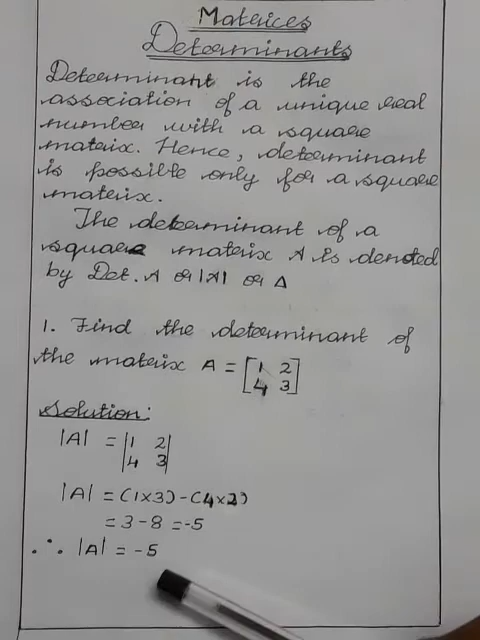 Matrices
Determinants
Determinant is the
association of a unique real
number with a square
matrix. Hence, determinant
is possible only for a square
matrix.
The determinant of a
square matrix A is denoted
by Det. A or |A| or Δ
1. Find the determinant of
the matrix A = [1 2
4 3]
Solution:
|A| = |1 2|
|4 3|
|A| = (1×3)-(4×2)
= 3-8 = -5
∴ |A| = -5